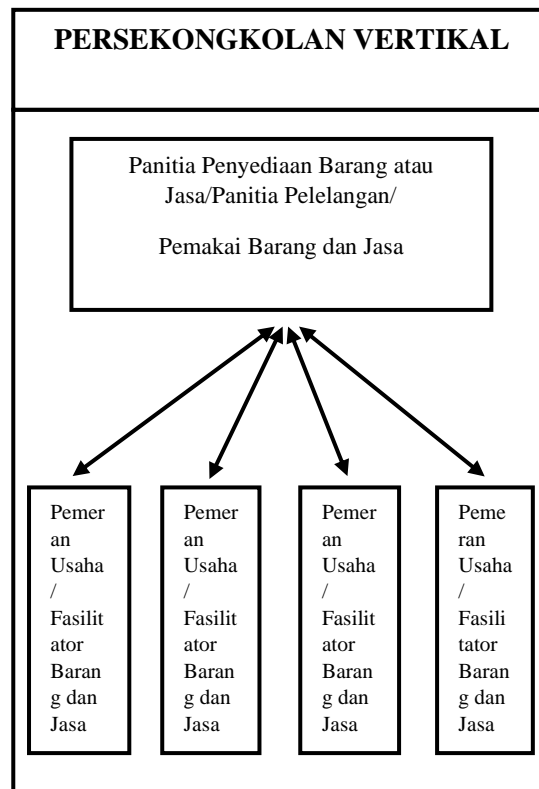 PERSEKONGKOLAN VERTIKAL
Panitia Penyediaan Barang atau
Jasa/Panitia Pelelangan/
Pemakai Barang dan Jasa
Pemer
an
Usaha
/
Fasilit
ator
Baran
g dan
Jasa
Pemer
an
Usaha
/
Fasilit
ator
Baran
g dan
Jasa
Pemer
an
Usaha
/
Fasilit
ator
Baran
g dan
Jasa
Peme
ran
Usaha
/
Fasili
tator
Baran
g dan
Jasa